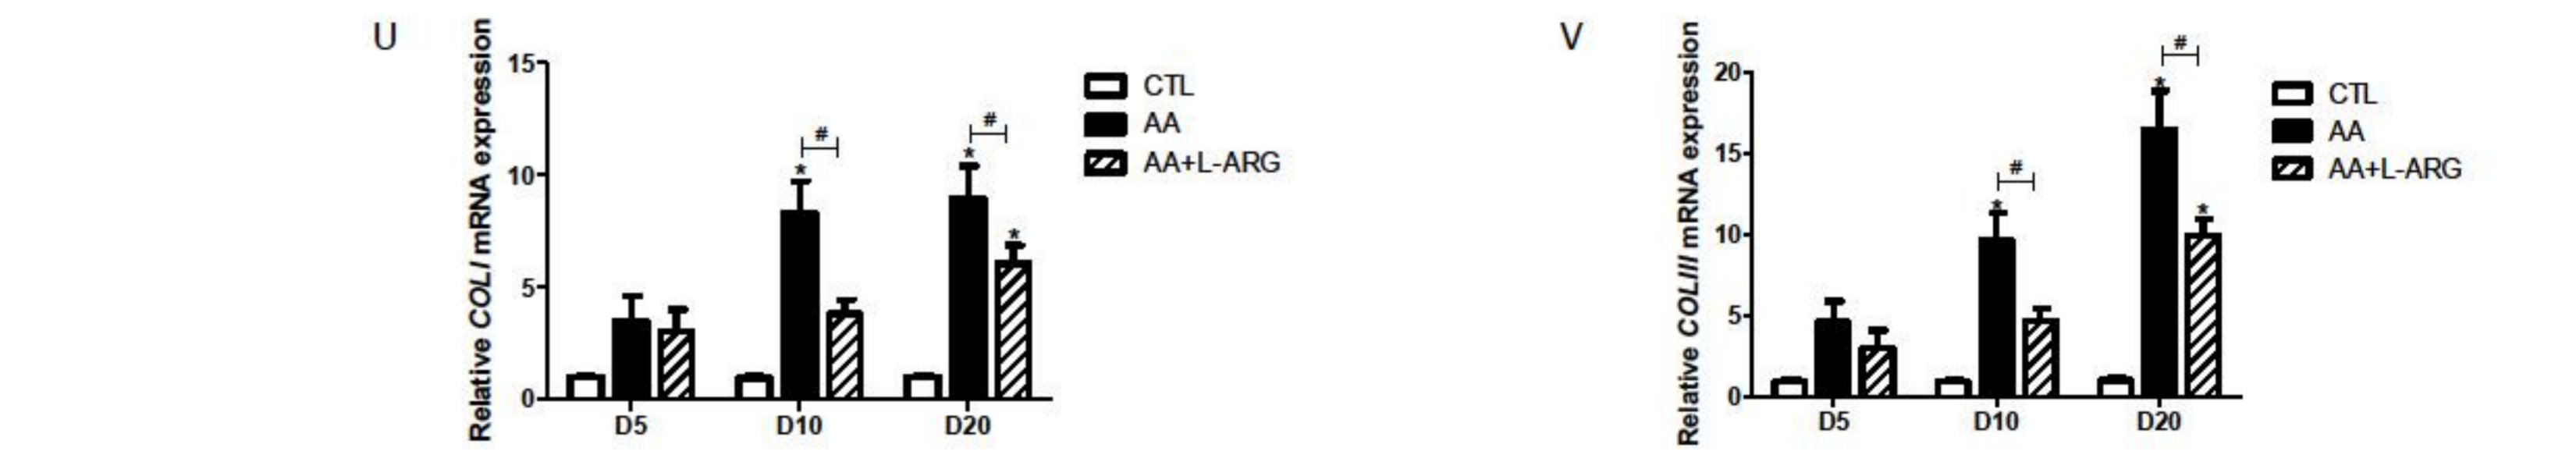 U
Relative COLI mRNA expression
15
10
5
0
* # * # *
D5 D10 D20
CTL
AA
AA+L-ARG
V
Relative COLIII mRNA expression
20
15
10
5
0
* # * # *
D5 D10 D20
CTL
AA
AA+L-ARG